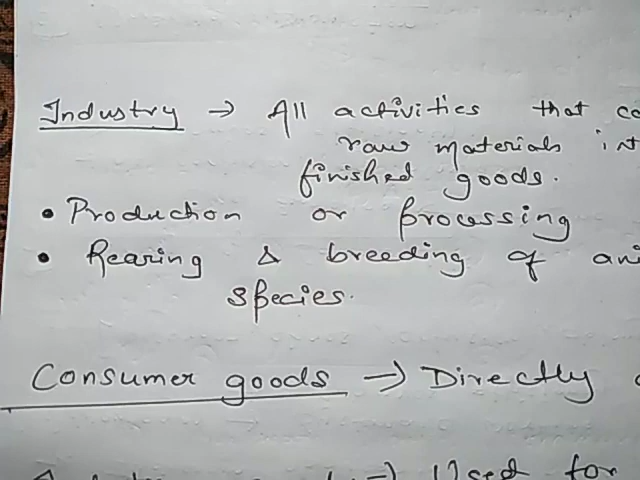 Industry → All activities that co
raw materials int
finished goods.
• Production or processing
• Rearing & breeding of ani
species.
Consumer goods → Directly
→ Used for